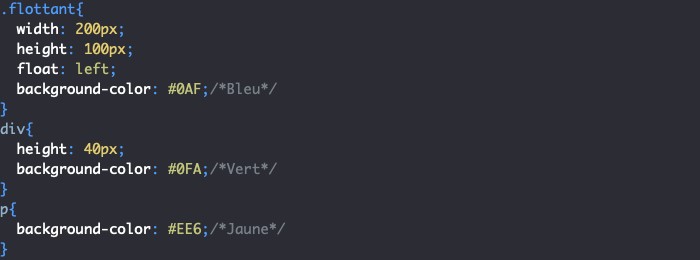 .flottant{
  width: 200px;
  height: 100px;
  float: left;
  background-color: #0AF;/*Bleu*/
}
div{
  height: 40px;
  background-color: #0FA;/*Vert*/
}
p{
  background-color: #EE6;/*Jaune*/
}